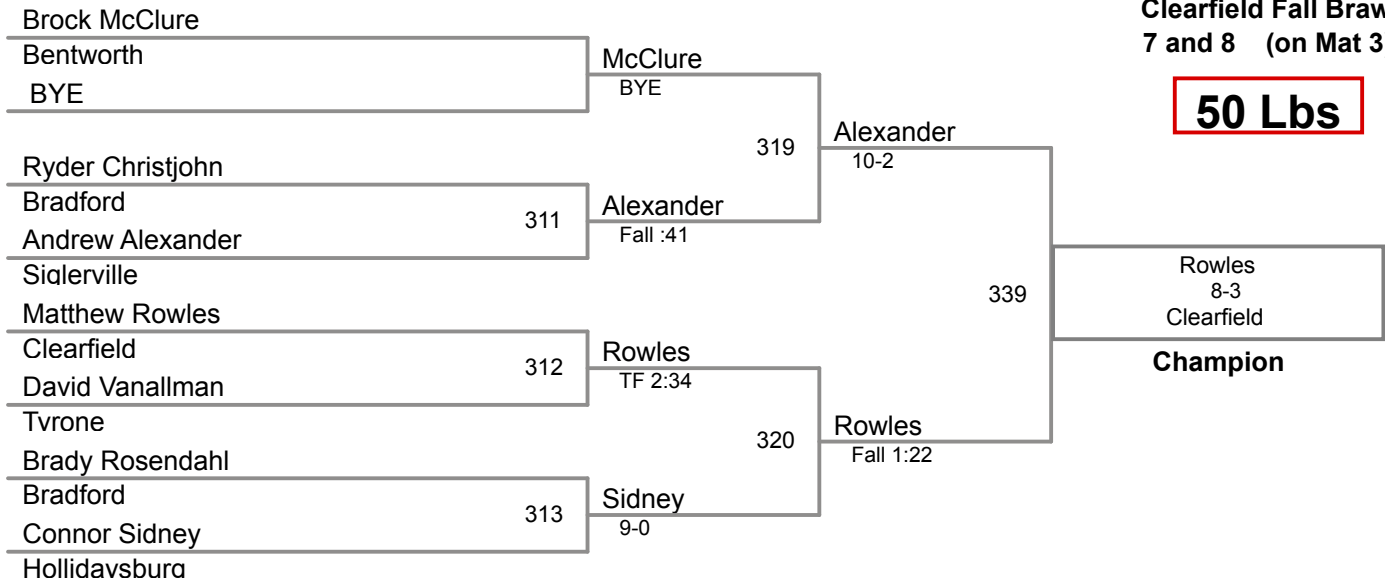 Brock McClure
Bentworth
BYE
Ryder Christjohn
Bradford
Andrew Alexander
Siglerville
Matthew Rowles
Clearfield
David Vanallman
Tyrone
Brady Rosendahl
Bradford
Connor Sidney
Hollidaysburg
311
312
313
McClure
BYE
Alexander
Fall :41
Rowles
TF 2:34
Sidney
9-0
319
320
Alexander
10-2
Rowles
Fall 1:22
339
Clearfield Fall Braw
7 and 8 (on Mat 3
50 Lbs
Rowles
8-3
Clearfield
Champion